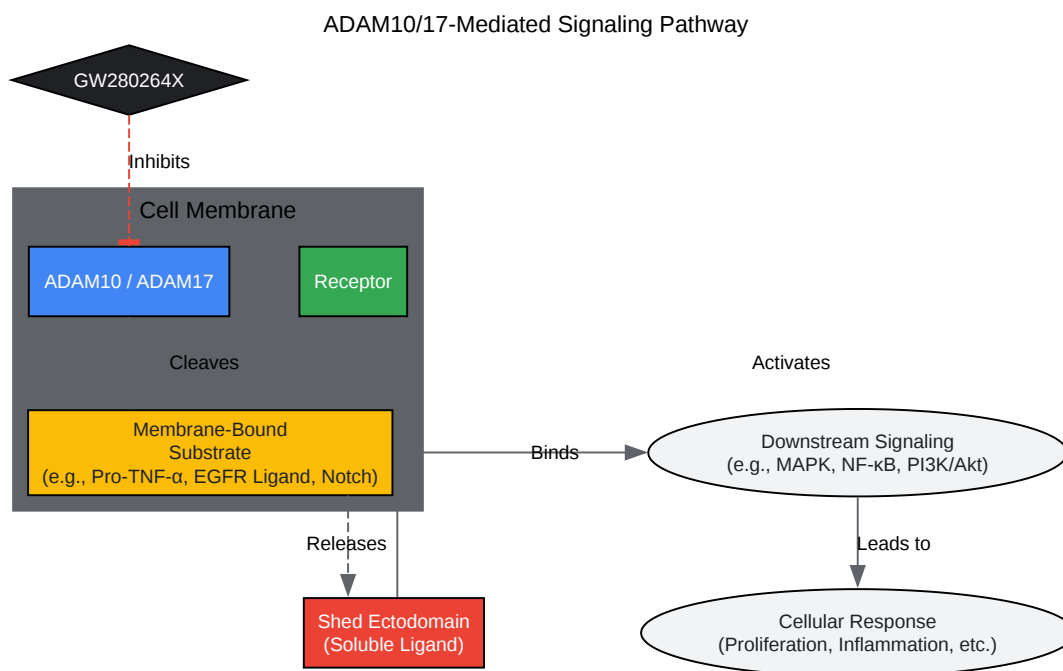 ADAM10/17-Mediated Signaling Pathway
GW280264X
Inhibits
Cell Membrane
ADAM10 / ADAM17
Receptor
Cleaves
Activates
Membrane-Bound
Substrate
(e.g., Pro-TNF-α, EGFR Ligand, Notch)
Binds
Downstream Signaling
(e.g., MAPK, NF-κB, PI3K/Akt)
Releases
Leads to
Shed Ectodomain
(Soluble Ligand)
Cellular Response
(Proliferation, Inflammation, etc.)